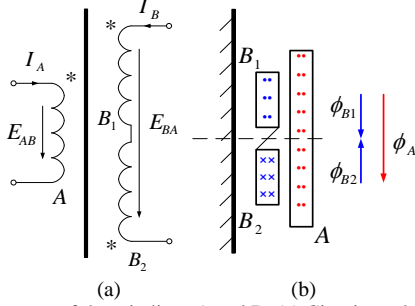 I_B
I_A
*
*
E_AB
B_1
E_BA
A
*
B_2
(a)
B_1
ϕ_B1
ϕ_A
ϕ_B2
B_2
A
(b)